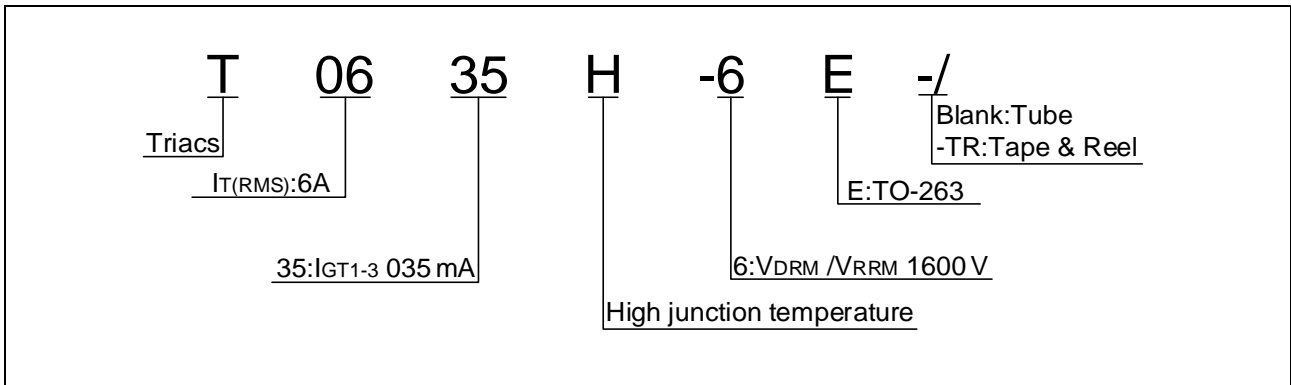 T 06 35 H -6 E -/
Blank:Tube
Triacs
-TR:Tape & Reel
IT(RMS):6A
E:TO-263
35:IGT1-3 035 mA
6:VDRM /VRRM 1600 V
High junction temperature